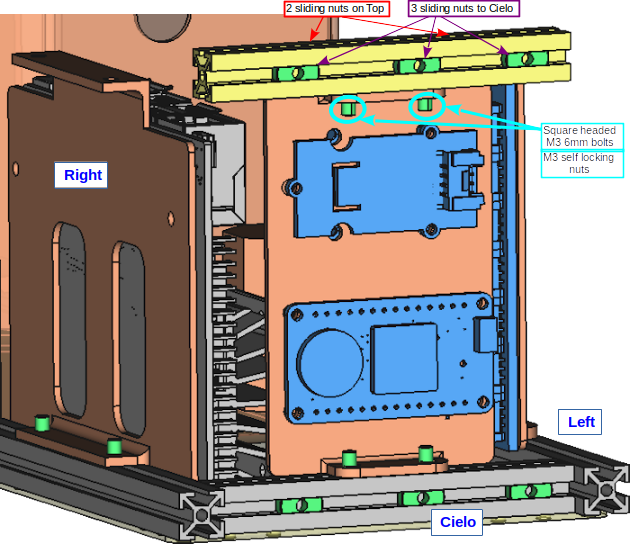 2 sliding nuts on Top
3 sliding nuts to Cielo
Square headed
M3 6mm bolts
M3 self locking
nuts
Right
Left
Cielo